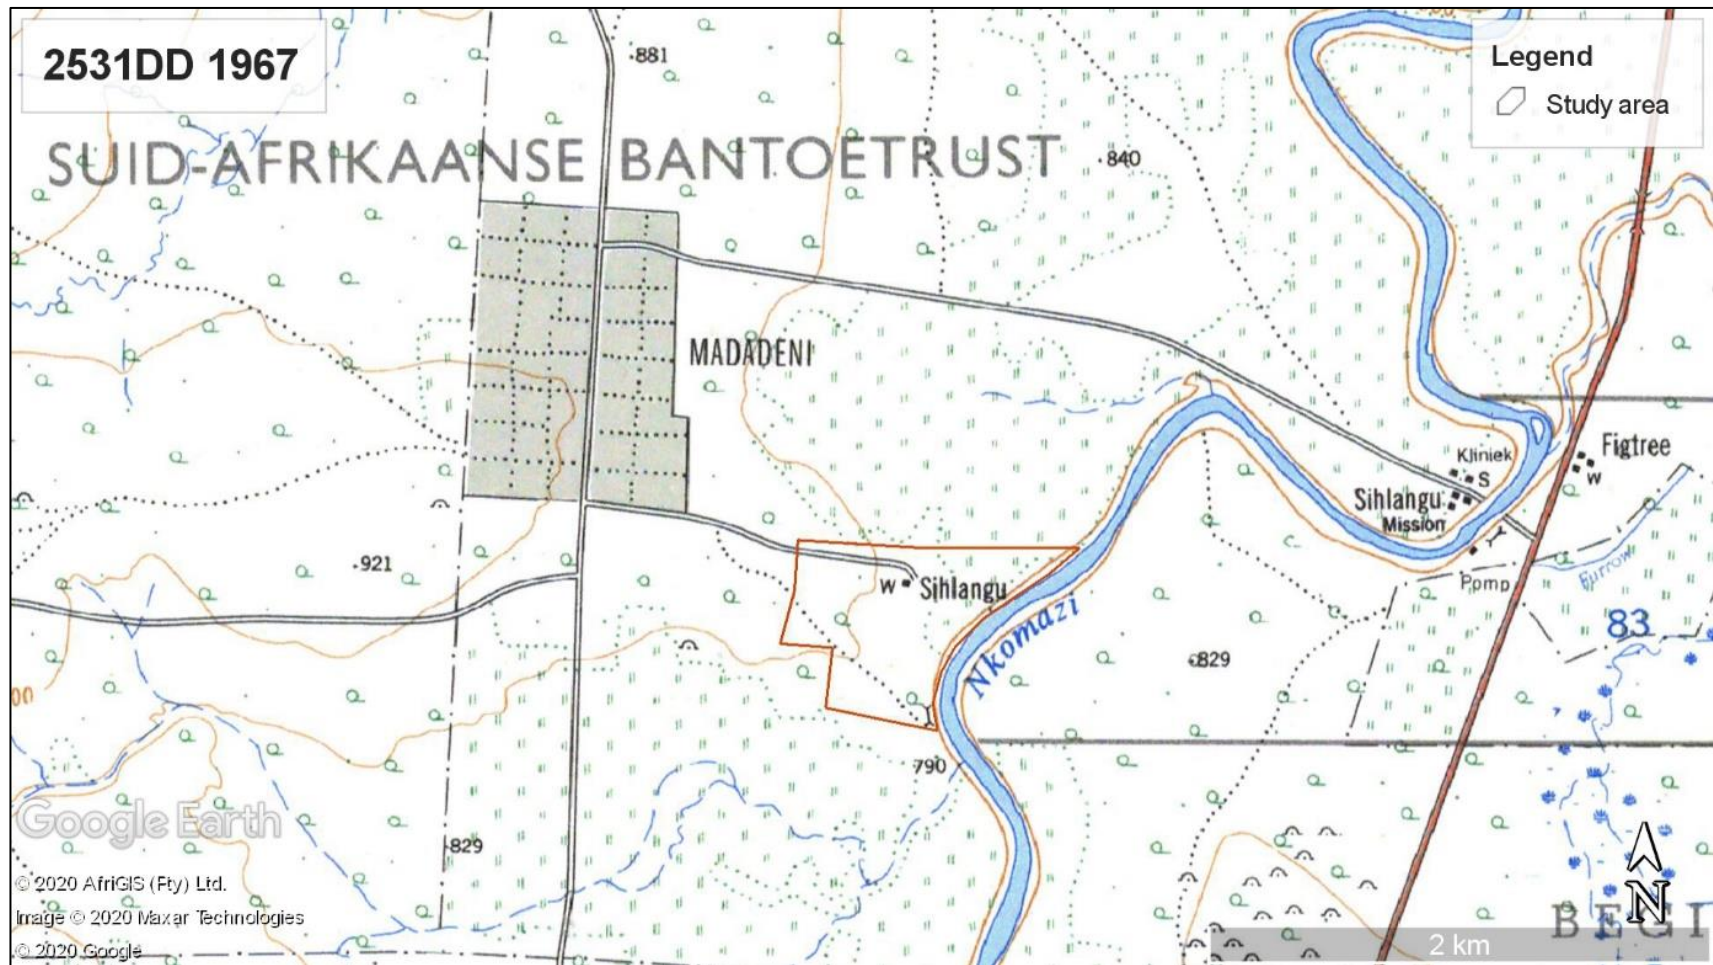 2531DD 1967
881
Legend
Study area
SUID-AFRIKAANSE BANTOETRUST
840
MADADENI
Figtree
Kliniek
S
W
Sihlangu
Mission
921
W
Sihlangu
Pomp
Furrow
83
Nkomazi
829
00
790
829
Google Earth
© 2020 AfriGIS (Pty) Ltd.
Image © 2020 Maxar Technologies
© 2020 Google
N
BEGI
2 km